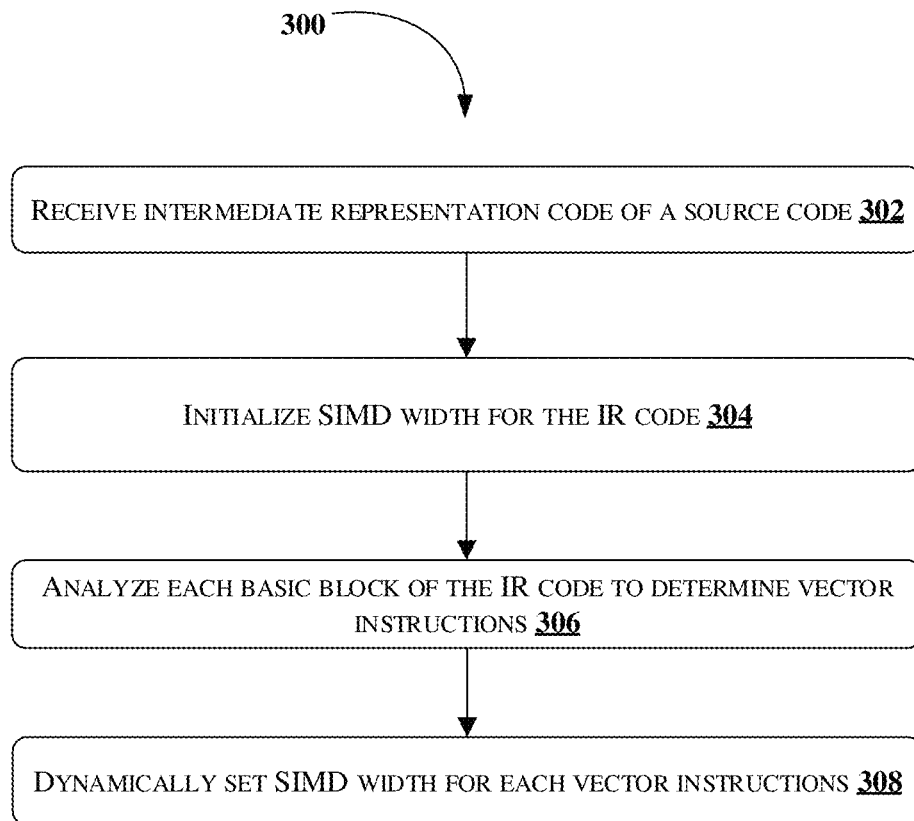 300
RECEIVE INTERMEDIATE REPRESENTATION CODE OF A SOURCE CODE 302
INITIALIZE SIMD WIDTH FOR THE IR CODE 304
ANALYZE EACH BASIC BLOCK OF THE IR CODE TO DETERMINE VECTOR
INSTRUCTIONS 306
DYNAMICALLY SET SIMD WIDTH FOR EACH VECTOR INSTRUCTIONS 308